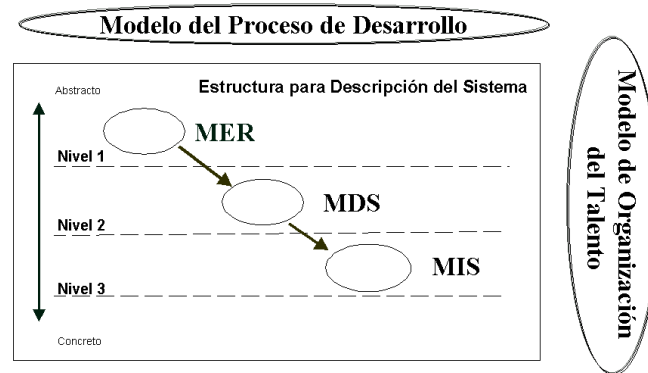 Modelo del Proceso de Desarrollo
Abstracto
Estructura para Descripción del Sistema
MER
Nivel 1
MDS
Nivel 2
MIS
Nivel 3
Concreto
Modelo de Organización
del Talento